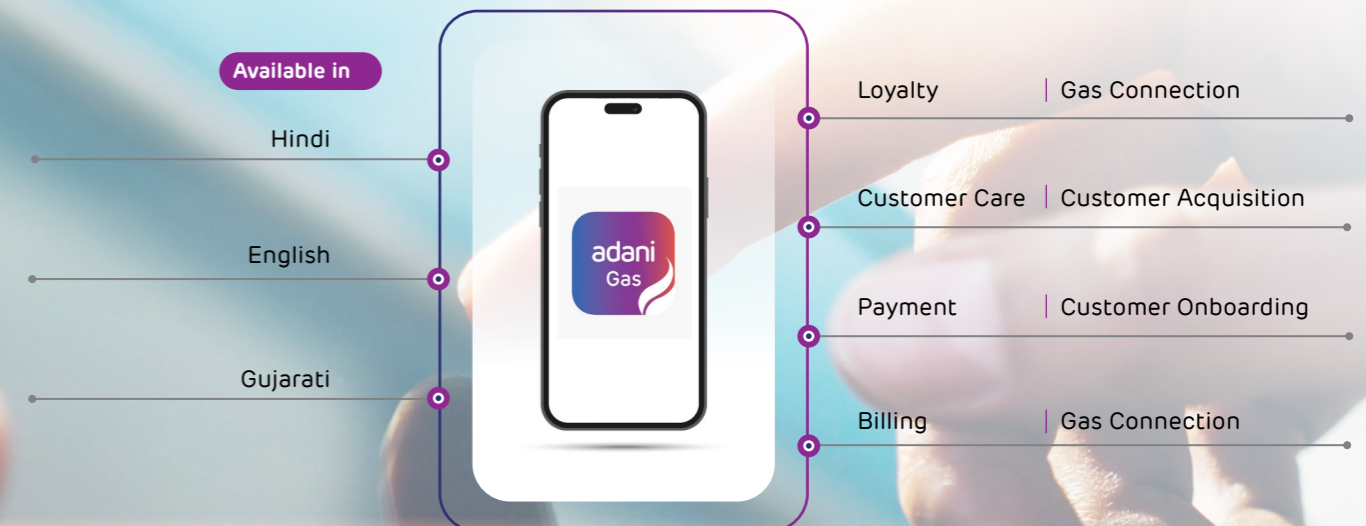 Available in
Hindi
English
Gujarati
adani
Gas
Loyalty | Gas Connection
Customer Care | Customer Acquisition
Payment | Customer Onboarding
Billing | Gas Connection